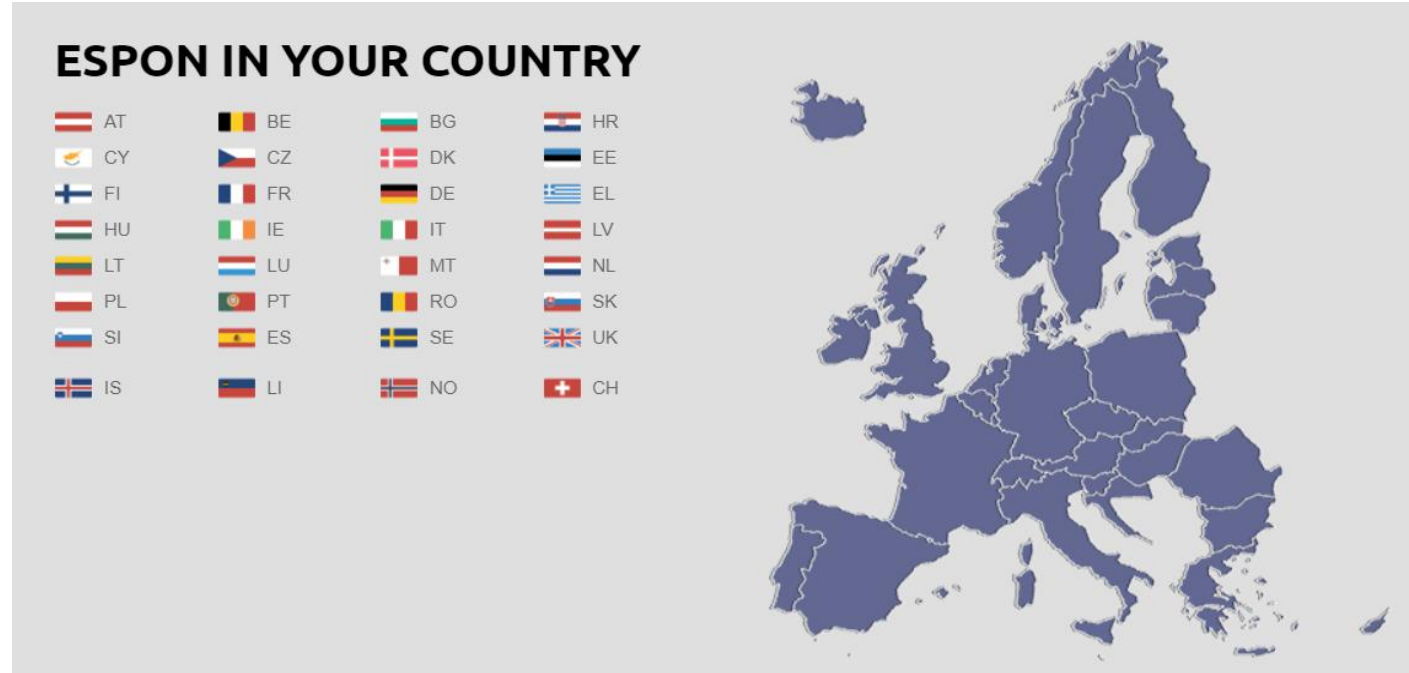 ESPON IN YOUR COUNTRY
AT BE BG HR
CY CZ DK EE
FI FR DE EL
HU IE IT LV
LT LU MT NL
PL PT RO SK
SI ES SE UK
IS LI NO CH